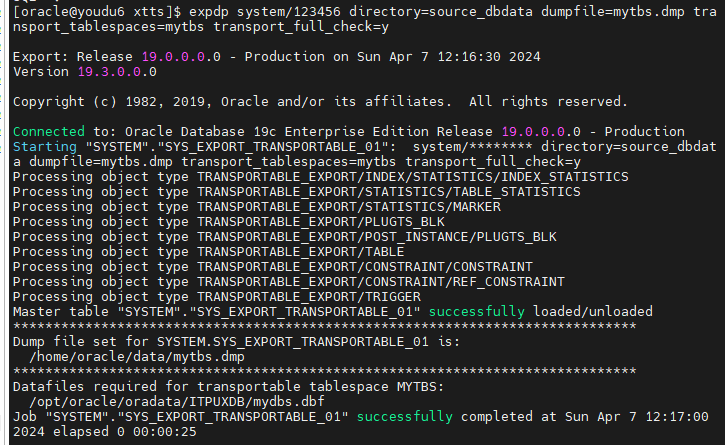 [oracle@youdu6 xtts]$ expdp system/123456 directory=source_dbdata dumpfile=mytbs.dmp tra
nsport_tablespaces=mytbs transport_full_check=y
Export: Release 19.0.0.0.0 - Production on Sun Apr 7 12:16:30 2024
Version 19.3.0.0.0
Copyright (c) 1982, 2019, Oracle and/or its affiliates.  All rights reserved.
Connected to: Oracle Database 19c Enterprise Edition Release 19.0.0.0.0 - Production
Starting "SYSTEM"."SYS_EXPORT_TRANSPORTABLE_01":  system/******** directory=source_dbdat
a dumpfile=mytbs.dmp transport_tablespaces=mytbs transport_full_check=y
Processing object type TRANSPORTABLE_EXPORT/INDEX/STATISTICS/INDEX_STATISTICS
Processing object type TRANSPORTABLE_EXPORT/STATISTICS/TABLE_STATISTICS
Processing object type TRANSPORTABLE_EXPORT/STATISTICS/MARKER
Processing object type TRANSPORTABLE_EXPORT/PLUGTS_BLK
Processing object type TRANSPORTABLE_EXPORT/POST_INSTANCE/PLUGTS_BLK
Processing object type TRANSPORTABLE_EXPORT/TABLE
Processing object type TRANSPORTABLE_EXPORT/CONSTRAINT/CONSTRAINT
Processing object type TRANSPORTABLE_EXPORT/CONSTRAINT/REF_CONSTRAINT
Processing object type TRANSPORTABLE_EXPORT/TRIGGER
Master table "SYSTEM"."SYS_EXPORT_TRANSPORTABLE_01" successfully loaded/unloaded
******************************************************************************
Dump file set for SYSTEM.SYS_EXPORT_TRANSPORTABLE_01 is:
  /home/oracle/data/mytbs.dmp
******************************************************************************
Datafiles required for transportable tablespace MYTBS:
  /opt/oracle/oradata/ITPUXDB/mydbs.dbf
Job "SYSTEM"."SYS_EXPORT_TRANSPORTABLE_01" successfully completed at Sun Apr 7 12:17:00
2024 elapsed 0 00:00:25